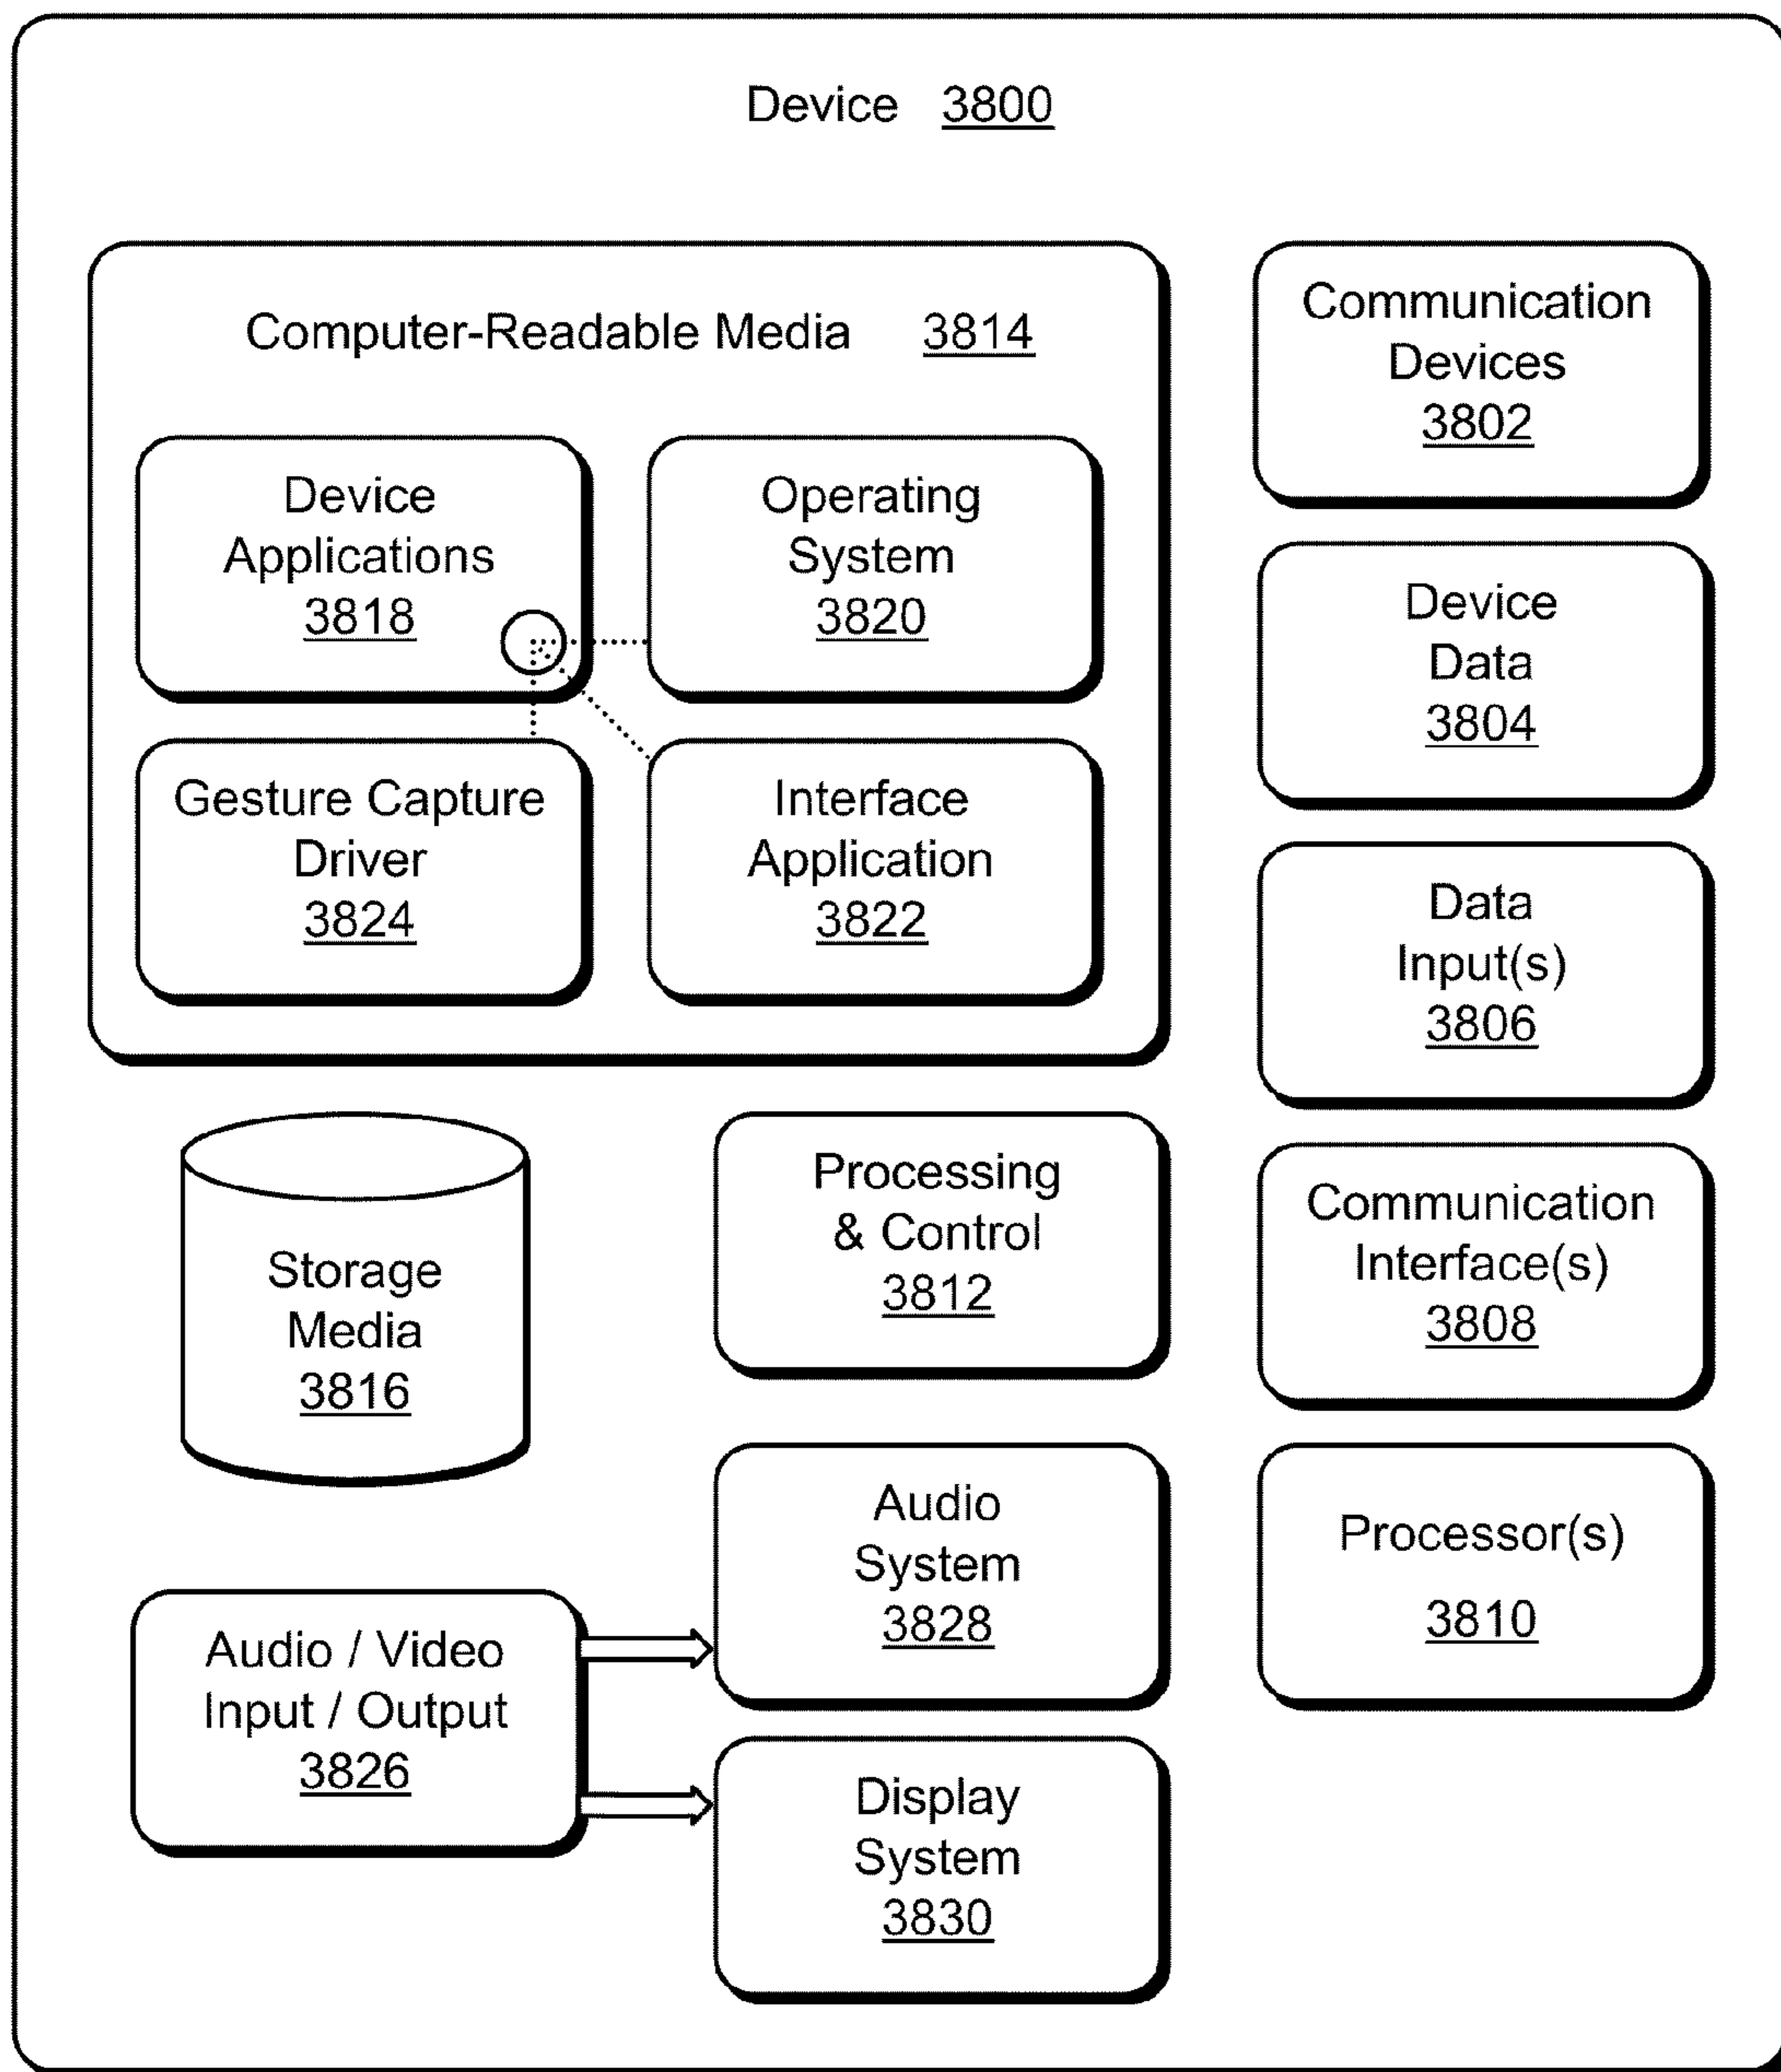 Device 3800
Computer-Readable Media 3814
Device
Applications
3818
Operating
System
3820
Gesture Capture
Driver
3824
Interface
Application
3822
Storage
Media
3816
Processing
& Control
3812
Audio / Video
Input / Output
3826
Audio
System
3828
Display
System
3830
Communication
Devices
3802
Device
Data
3804
Data
Input(s)
3806
Communication
Interface(s)
3808
Processor(s)
3810